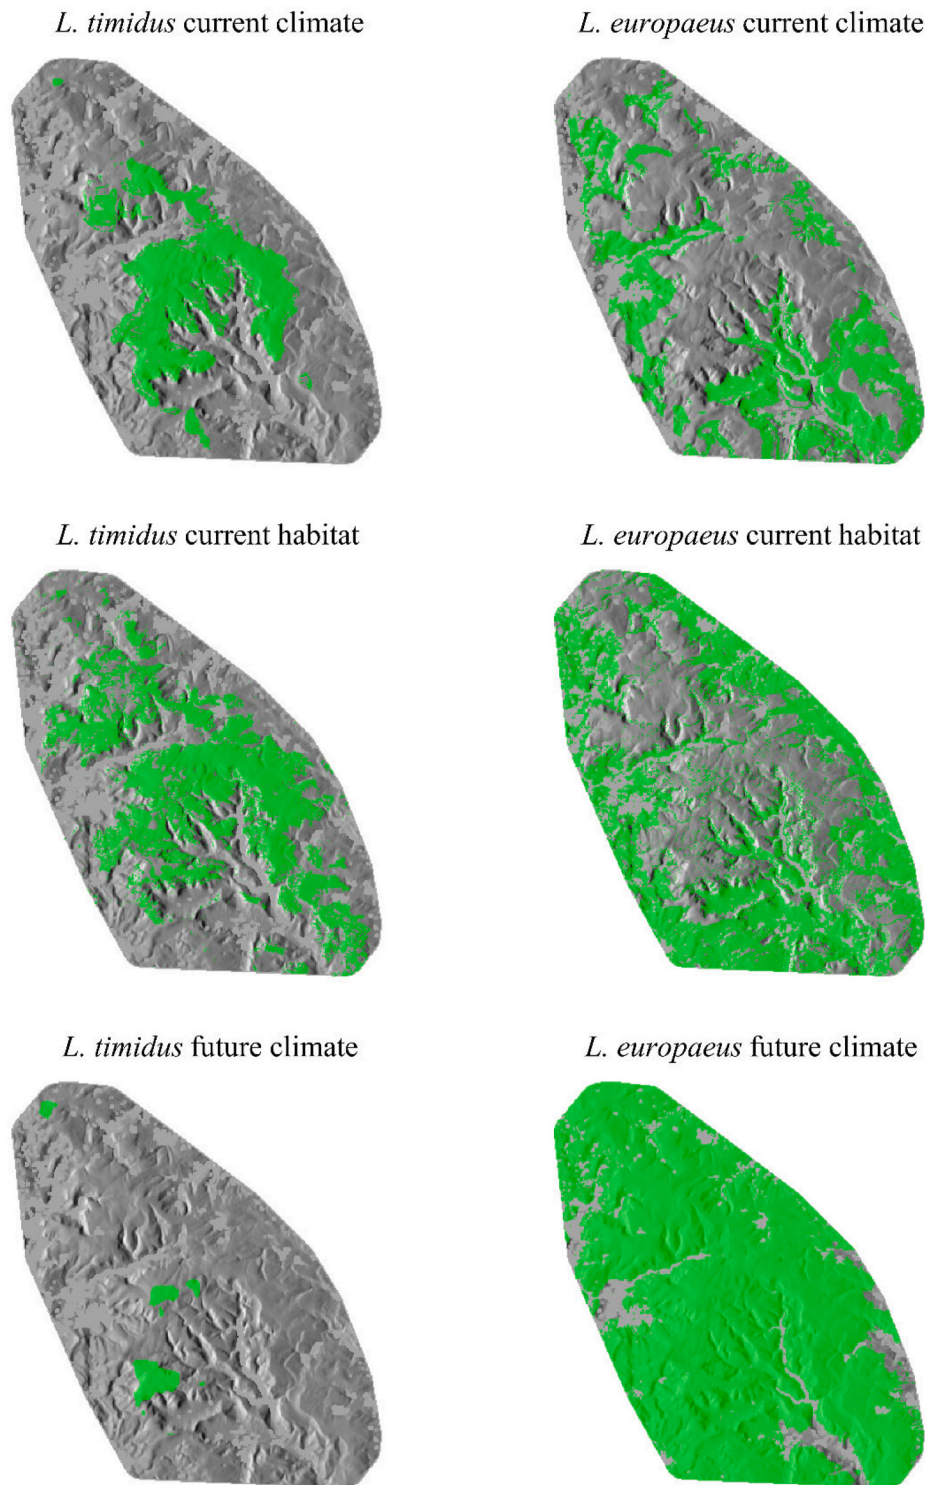 L. timidus current climate
L. europaeus current climate
L. timidus current habitat
L. europaeus current habitat
L. timidus future climate
L. europaeus future climate